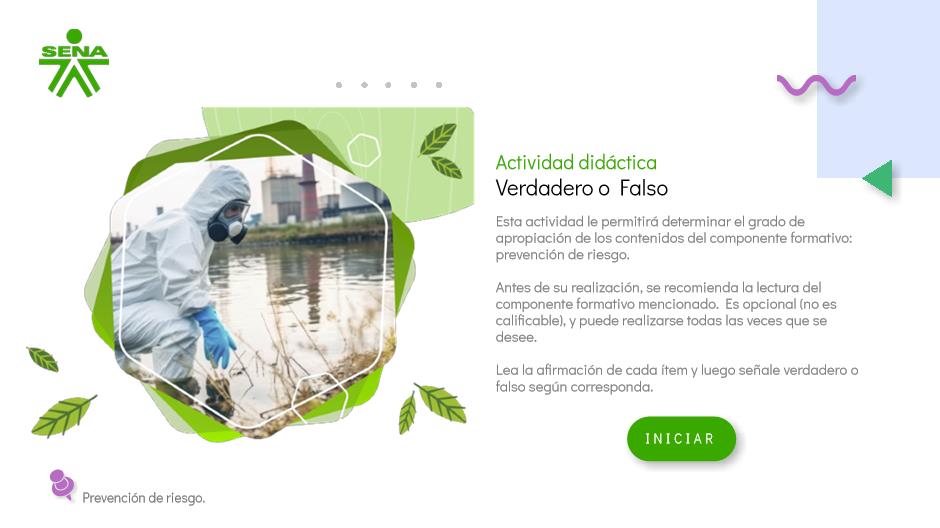 SENA
Actividad didáctica
Verdadero o Falso
Esta actividad le permitirá determinar el grado de
apropiación de los contenidos del componente formativo:
prevención de riesgo.
Antes de su realización, se recomienda la lectura del
componente formativo mencionado. Es opcional (no es
calificable), y puede realizarse todas las veces que se
desee.
Lea la afirmación de cada ítem y luego señale verdadero o
falso según corresponda.
INICIAR
Prevención de riesgo.